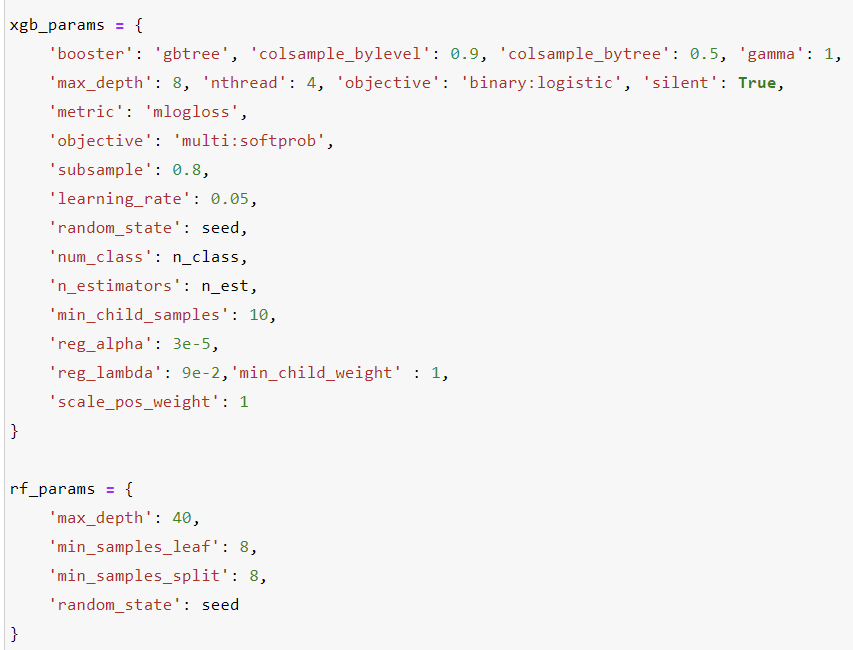 xgb_params = {
    'booster': 'gbtree', 'colsample_bylevel': 0.9, 'colsample_bytree': 0.5, 'gamma': 1,
    'max_depth': 8, 'nthread': 4, 'objective': 'binary:logistic', 'silent': True,
    'metric': 'mlogloss',
    'objective': 'multi:softprob',
    'subsample': 0.8,
    'learning_rate': 0.05,
    'random_state': seed,
    'num_class': n_class,
    'n_estimators': n_est,
    'min_child_samples': 10,
    'reg_alpha': 3e-5,
    'reg_lambda': 9e-2,'min_child_weight' : 1,
    'scale_pos_weight': 1
}

rf_params = {
    'max_depth': 40,
    'min_samples_leaf': 8,
    'min_samples_split': 8,
    'random_state': seed
}